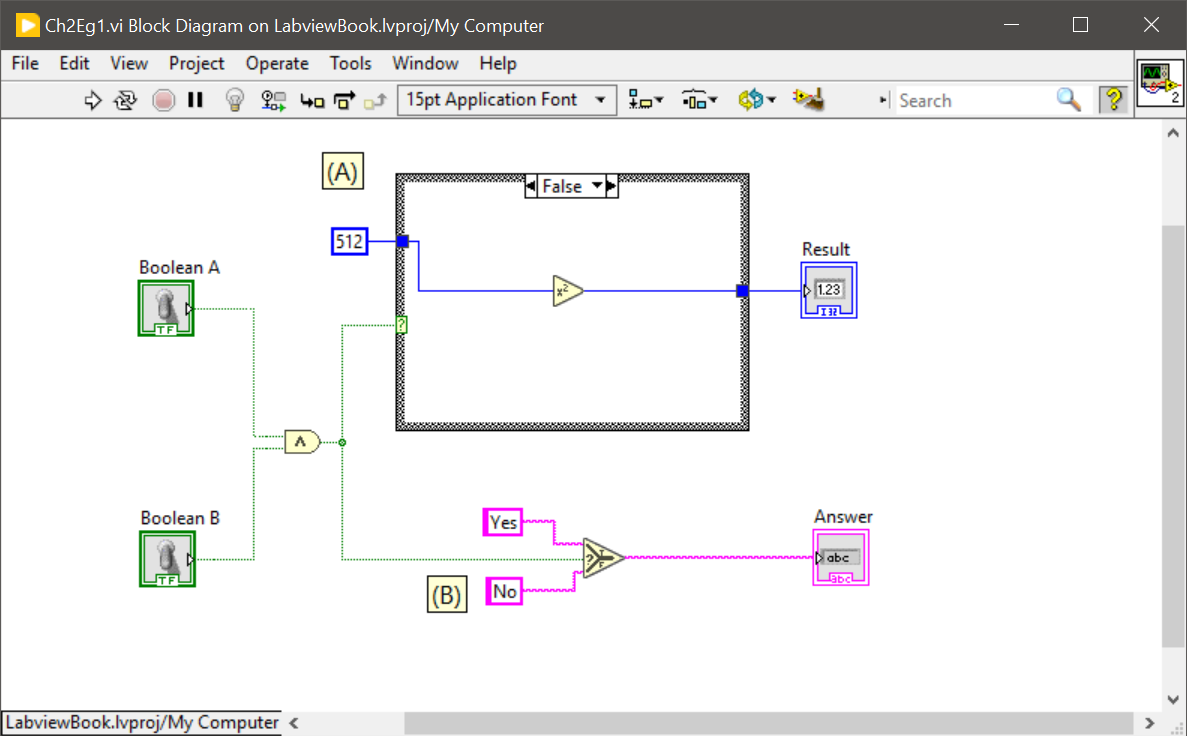 Ch2Eg1.vi Block Diagram on LabviewBook.lvproj/My Computer
File Edit View Project Operate Tools Window Help
15pt Application Font
Search
?
2
(A)
False
512
Result
1.23
I32
Boolean A
TF
?
x²
∧
Boolean B
TF
Yes
?
T
F
No
(B)
Answer
abc
abc
LabviewBook.lvproj/My Computer